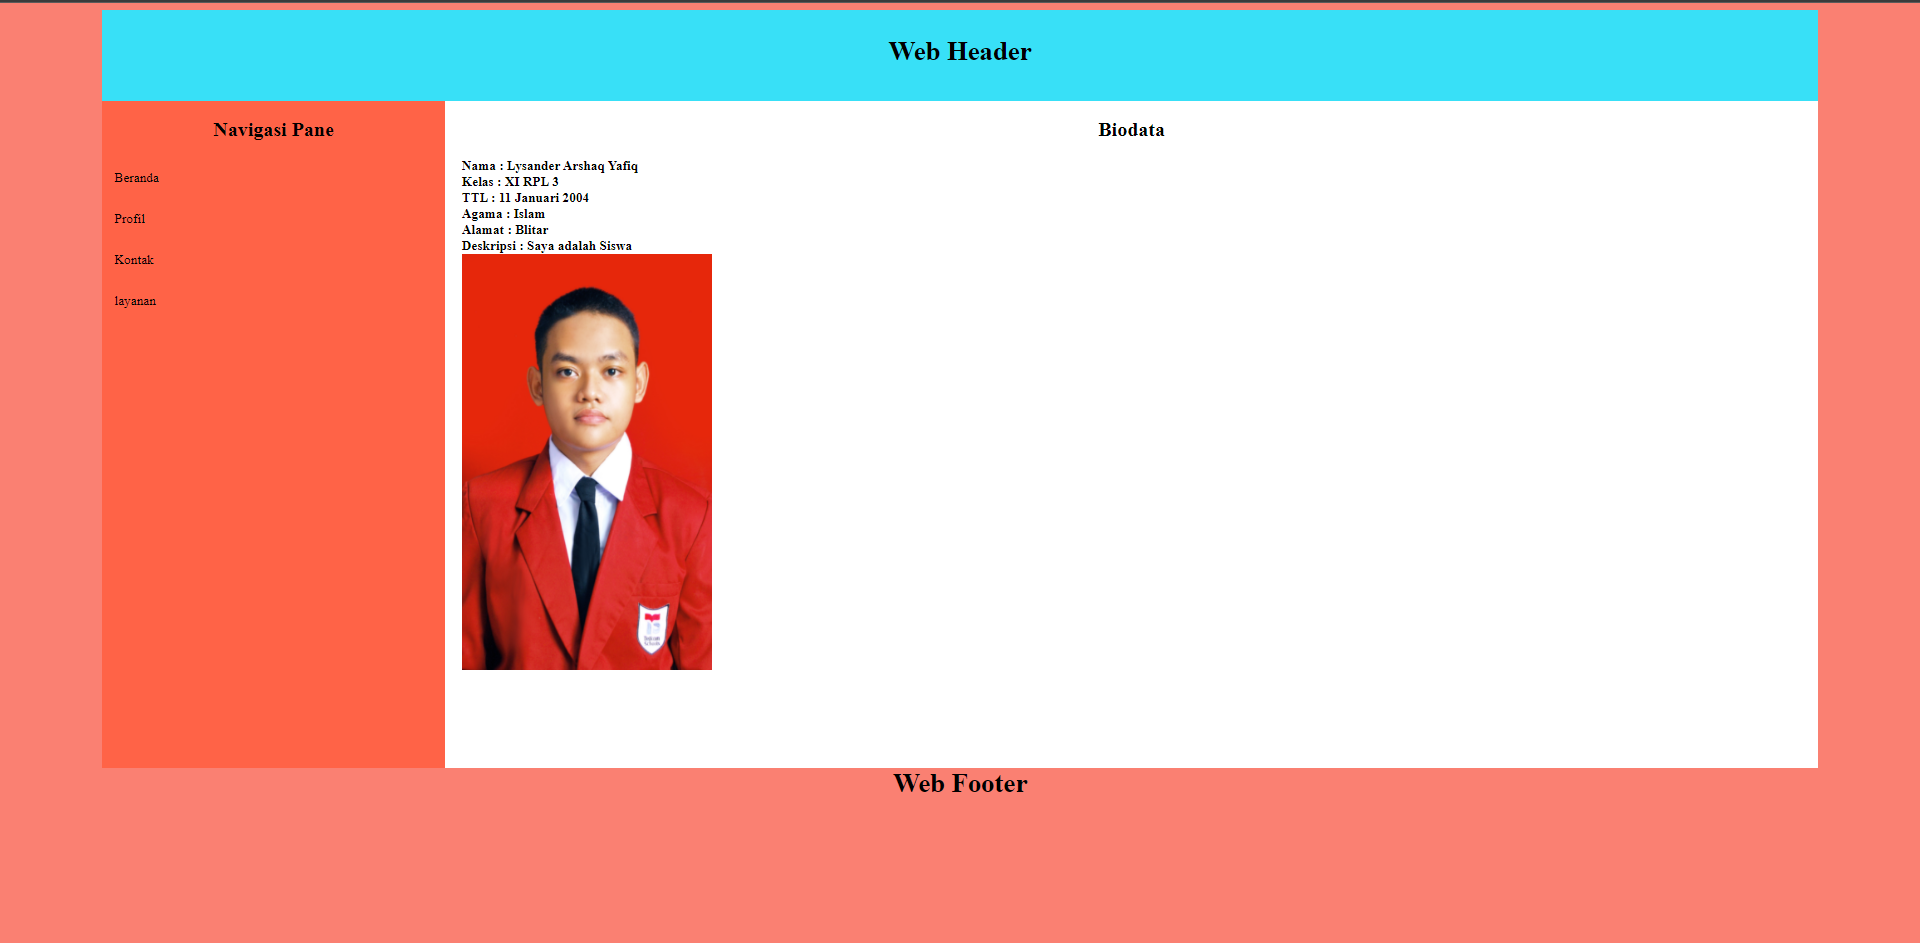 Web Header
Navigasi Pane
Beranda
Profil
Kontak
layanan
Biodata
Nama : Lysander Arshaq Yafiq
Kelas : XI RPL 3
TTL : 11 Januari 2004
Agama : Islam
Alamat : Blitar
Deskripsi : Saya adalah Siswa
Web Footer